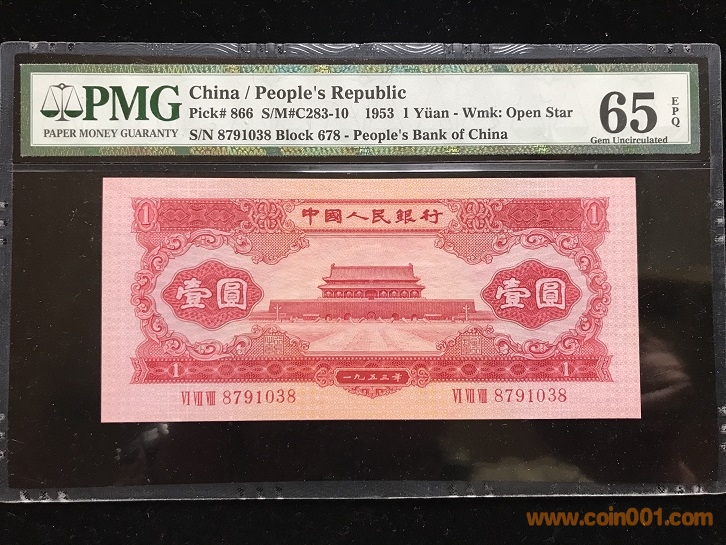 PMG
PAPER MONEY GUARANTY
China / People's Republic
Pick# 866 S/M#C283-10 1953 1 Yüan - Wmk: Open Star
S/N 8791038 Block 678 - People's Bank of China
65 EPQ
Gem Uncirculated
中國人民銀行
1 1
壹圓 壹圓
1 一九五三年 1
VI VII VIII 8791038 VI VII VIII 8791038
www.coin001.com